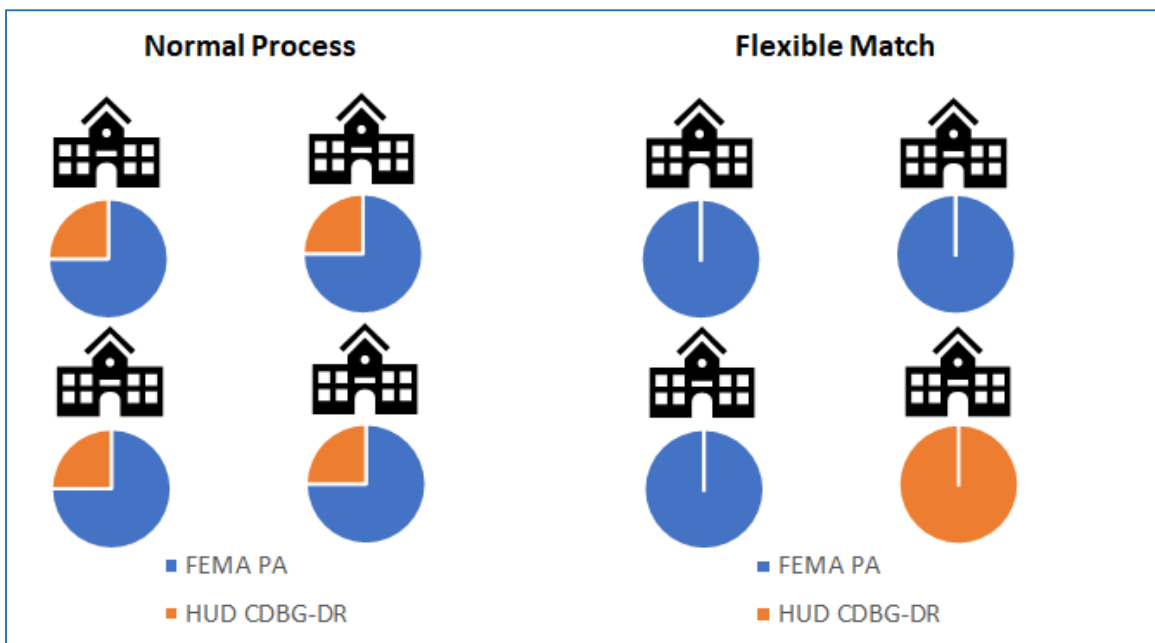 Normal Process
Flexible Match
FEMA PA
HUD CDBG-DR
FEMA PA
HUD CDBG-DR